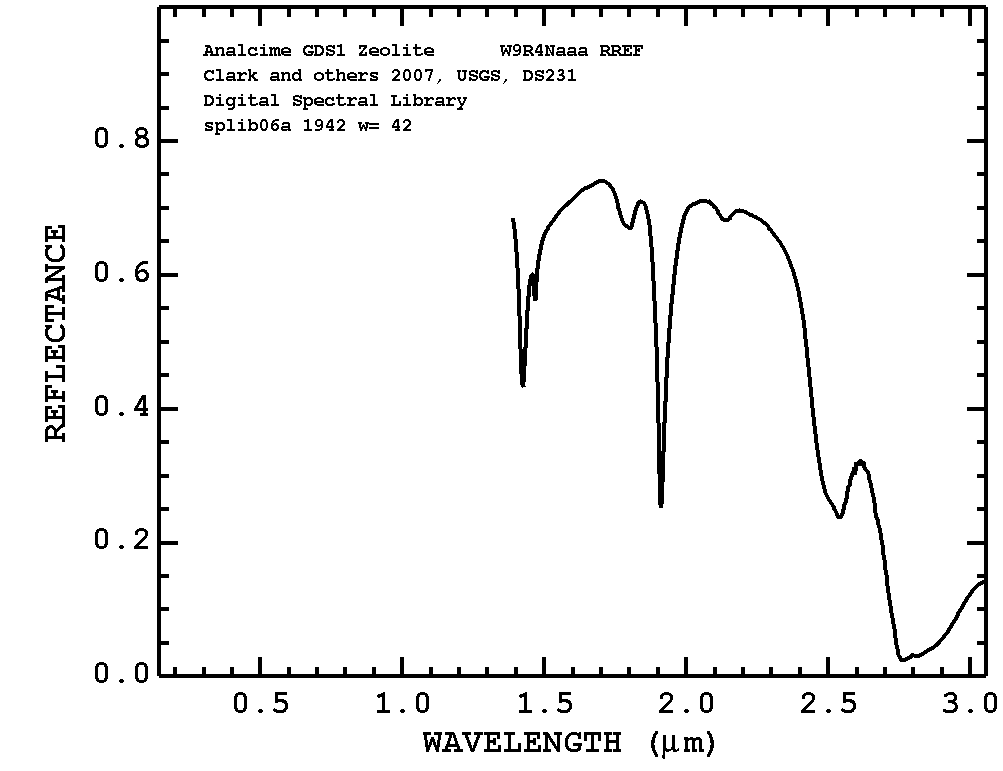 Analcime GDS1 Zeolite W9R4Naaa RREF
Clark and others 2007, USGS, DS231
Digital Spectral Library
splib06a 1942 w= 42
0.8
0.6
0.4
0.2
0.0
REFLECTANCE
0.5 1.0 1.5 2.0 2.5 3.0
WAVELENGTH (μm)